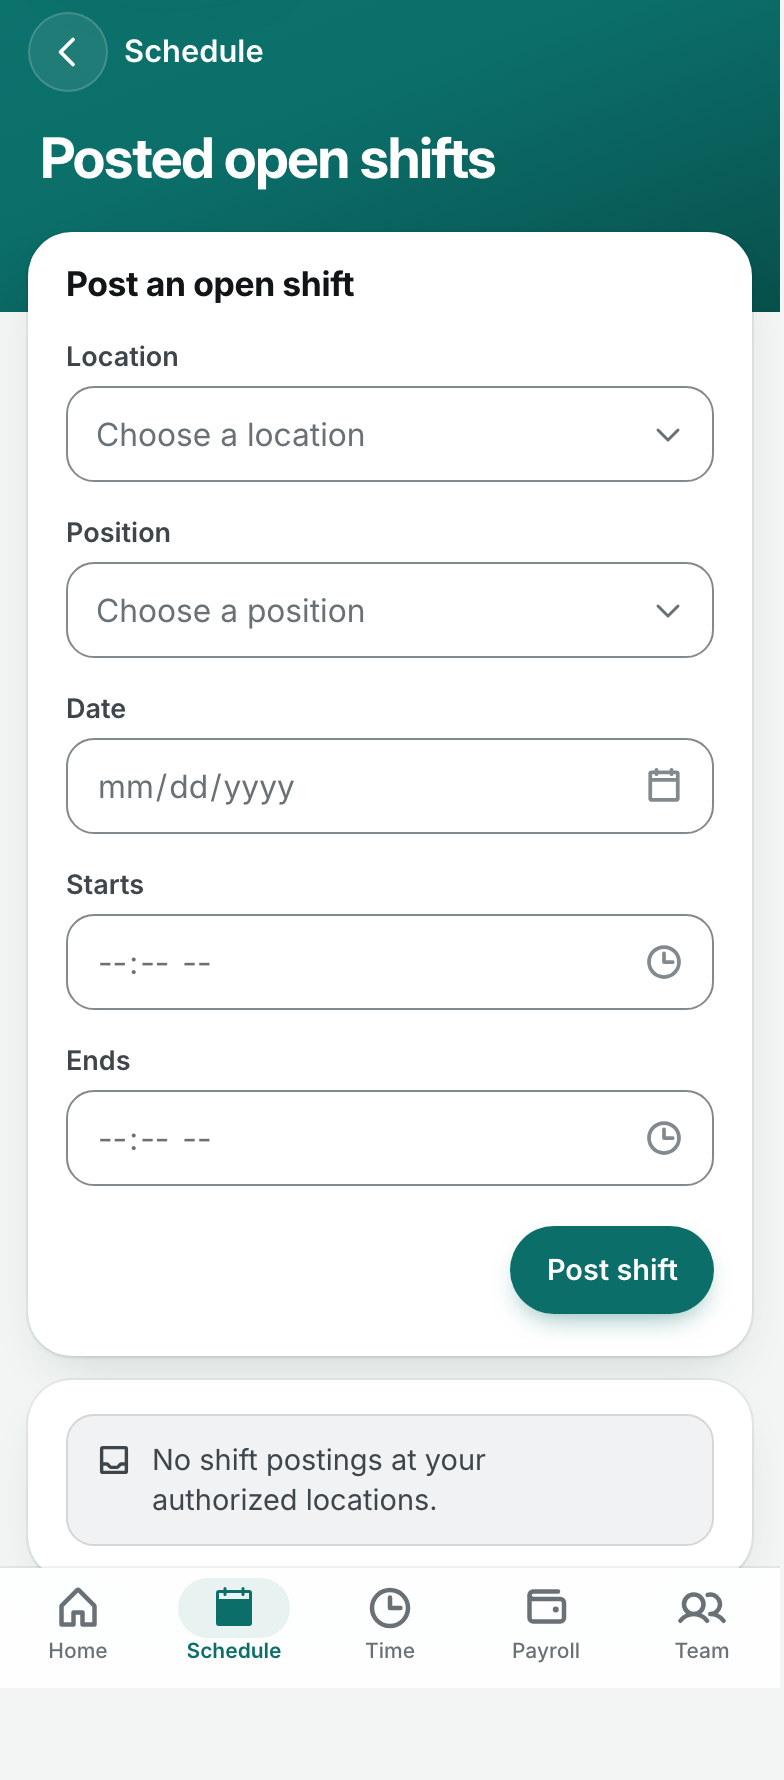 Schedule
Posted open shifts
Post an open shift
Location
Choose a location
Position
Choose a position
Date
mm/dd/yyyy
Starts
--:-- --
Ends
--:-- --
Post shift
No shift postings at your
authorized locations.
Home
Schedule
Time
Payroll
Team